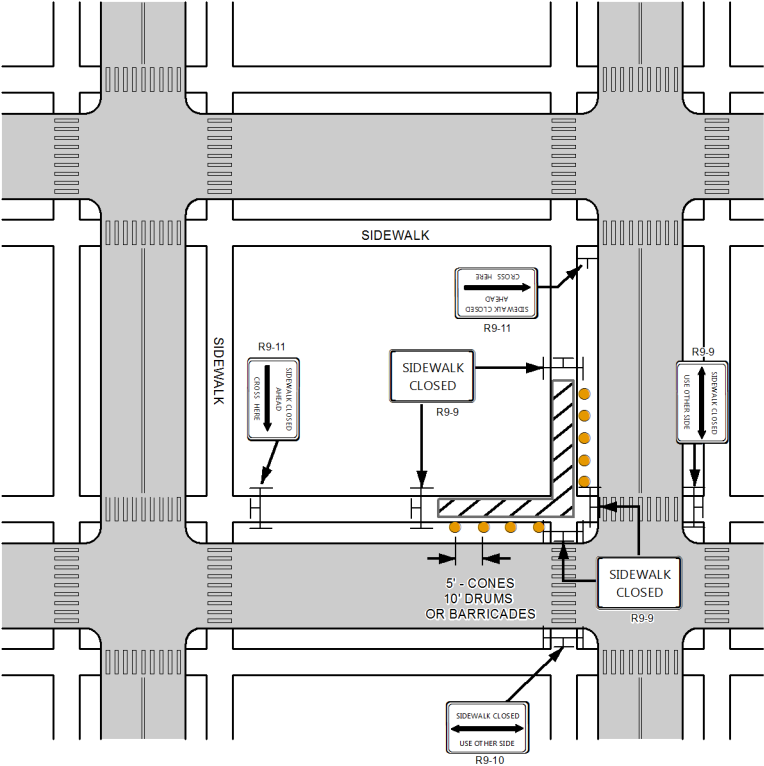 SIDEWALK
CROSS HERE
AHEAD
SIDEWALK CLOSED
R9-11
SIDEWALK
R9-11
SIDEWALK CLOSED
AHEAD
CROSS HERE
SIDEWALK
CLOSED
R9-9
R9-9
SIDEWALK CLOSED
USE OTHER SIDE
5' - CONES
10' DRUMS
OR BARRICADES
SIDEWALK
CLOSED
R9-9
SIDEWALK CLOSED
USE OTHER SIDE
R9-10